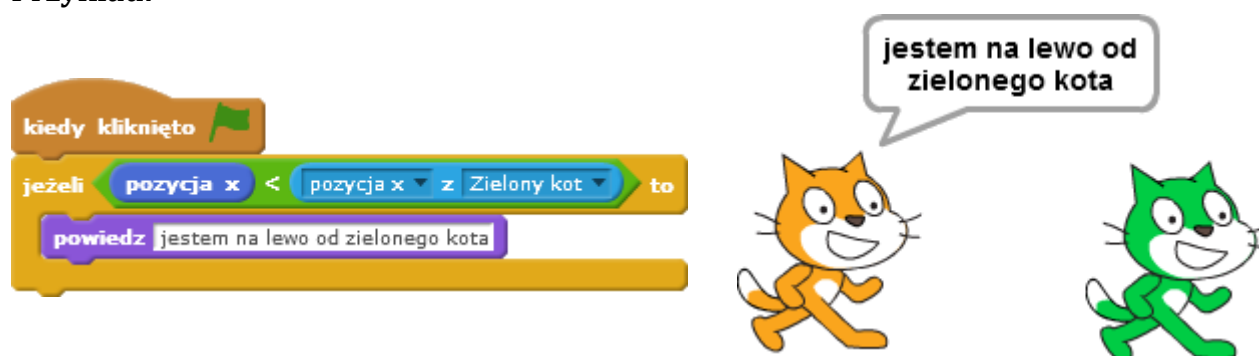 Przykład:
jestem na lewo od
zielonego kota
kiedy kliknięto
jeżeli pozycja x < pozycja x z Zielony kot to
powiedz jestem na lewo od zielonego kota